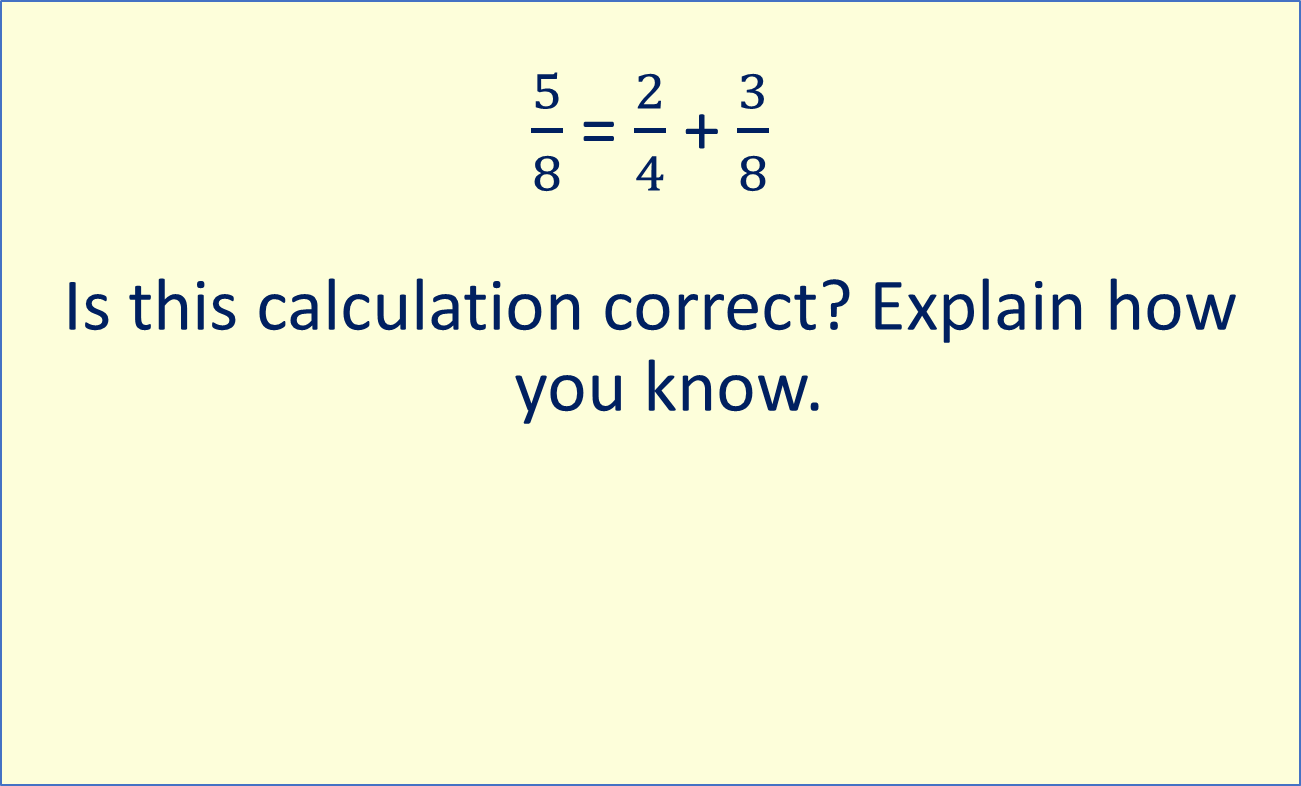 5/8 = 2/4 + 3/8
Is this calculation correct? Explain how
you know.